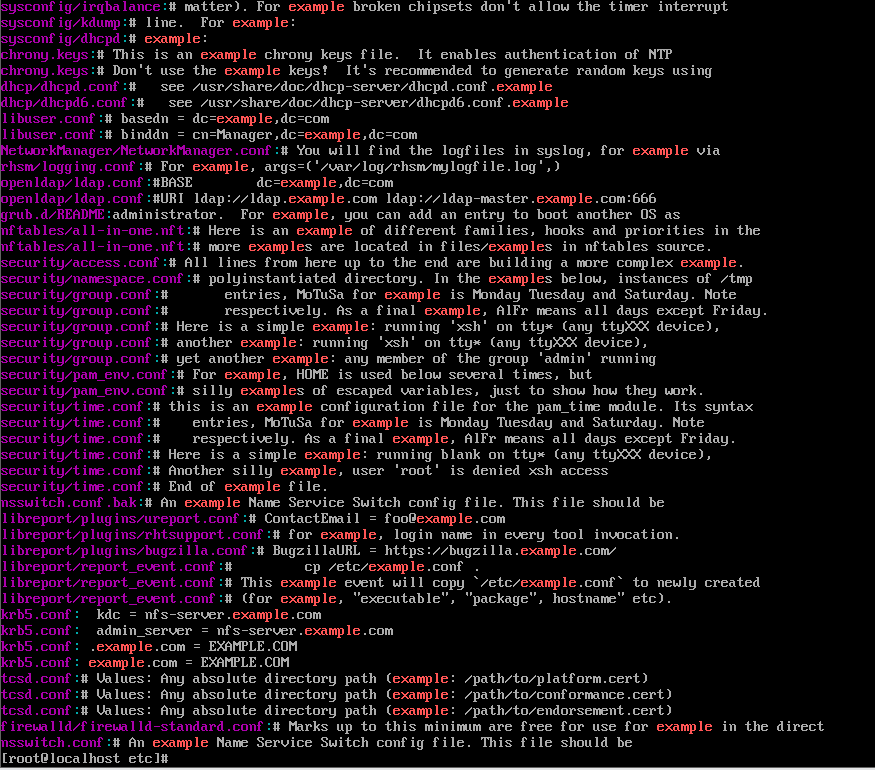 sysconfig/irqbalance:# matter). For example broken chipsets don't allow the timer interrupt
sysconfig/kdump:# line.  For example:
sysconfig/dhcpd:# example:
chrony.keys:# This is an example chrony keys file.  It enables authentication of NTP
chrony.keys:# Don't use the example keys!  It's recommended to generate random keys using
dhcp/dhcpd.conf:#   see /usr/share/doc/dhcp-server/dhcpd.conf.example
dhcp/dhcpd6.conf:#   see /usr/share/doc/dhcp-server/dhcpd6.conf.example
libuser.conf:# basedn = dc=example,dc=com
libuser.conf:# binddn = cn=Manager,dc=example,dc=com
NetworkManager/NetworkManager.conf:# You will find the logfiles in syslog, for example via
rhsm/logging.conf:# For example, args=('/var/log/rhsm/mylogfile.log',)
openldap/ldap.conf:#BASE        dc=example,dc=com
openldap/ldap.conf:#URI ldap://ldap.example.com ldap://ldap-master.example.com:666
grub.d/README:administrator.  For example, you can add an entry to boot another OS as
nftables/all-in-one.nft:# Here is an example of different families, hooks and priorities in the
nftables/all-in-one.nft:# more examples are located in files/examples in nftables source.
security/access.conf:# All lines from here up to the end are building a more complex example.
security/namespace.conf:# polyinstantiated directory. In the examples below, instances of /tmp
security/group.conf:#       entries, MoTuSa for example is Monday Tuesday and Saturday. Note
security/group.conf:#       respectively. As a final example, AlFr means all days except Friday.
security/group.conf:# Here is a simple example: running 'xsh' on tty* (any ttyXXX device),
security/group.conf:# another example: running 'xsh' on tty* (any ttyXXX device),
security/group.conf:# yet another example: any member of the group 'admin' running
security/pam_env.conf:# For example, HOME is used below several times, but
security/pam_env.conf:# silly examples of escaped variables, just to show how they work.
security/time.conf:# this is an example configuration file for the pam_time module. Its syntax
security/time.conf:#    entries, MoTuSa for example is Monday Tuesday and Saturday. Note
security/time.conf:#    respectively. As a final example, AlFr means all days except Friday.
security/time.conf:# Here is a simple example: running blank on tty* (any ttyXXX device),
security/time.conf:# Another silly example, user 'root' is denied xsh access
security/time.conf:# End of example file.
nsswitch.conf.bak:# An example Name Service Switch config file. This file should be
libreport/plugins/ureport.conf:# ContactEmail = foo@example.com
libreport/plugins/rhtsupport.conf:# for example, login name in every tool invocation.
libreport/plugins/bugzilla.conf:# BugzillaURL = https://bugzilla.example.com/
libreport/report_event.conf:#         cp /etc/example.conf .
libreport/report_event.conf:# This example event will copy `/etc/example.conf` to newly created
libreport/report_event.conf:# (for example, "executable", "package", hostname" etc).
krb5.conf:  kdc = nfs-server.example.com
krb5.conf:  admin_server = nfs-server.example.com
krb5.conf: .example.com = EXAMPLE.COM
krb5.conf: example.com = EXAMPLE.COM
tcsd.conf:# Values: Any absolute directory path (example: /path/to/platform.cert)
tcsd.conf:# Values: Any absolute directory path (example: /path/to/conformance.cert)
tcsd.conf:# Values: Any absolute directory path (example: /path/to/endorsement.cert)
firewalld/firewalld-standard.conf:# Marks up to this minimum are free for use for example in the direct
nsswitch.conf:# An example Name Service Switch config file. This file should be
[root@localhost etc]#